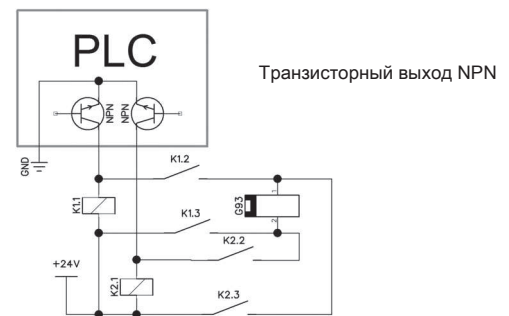 PLC
Транзисторный выход NPN
NPN
NPN
GND
K1.2
K1.1
G93
1
2
K1.3
K2.2
+24V
K2.1
K2.3